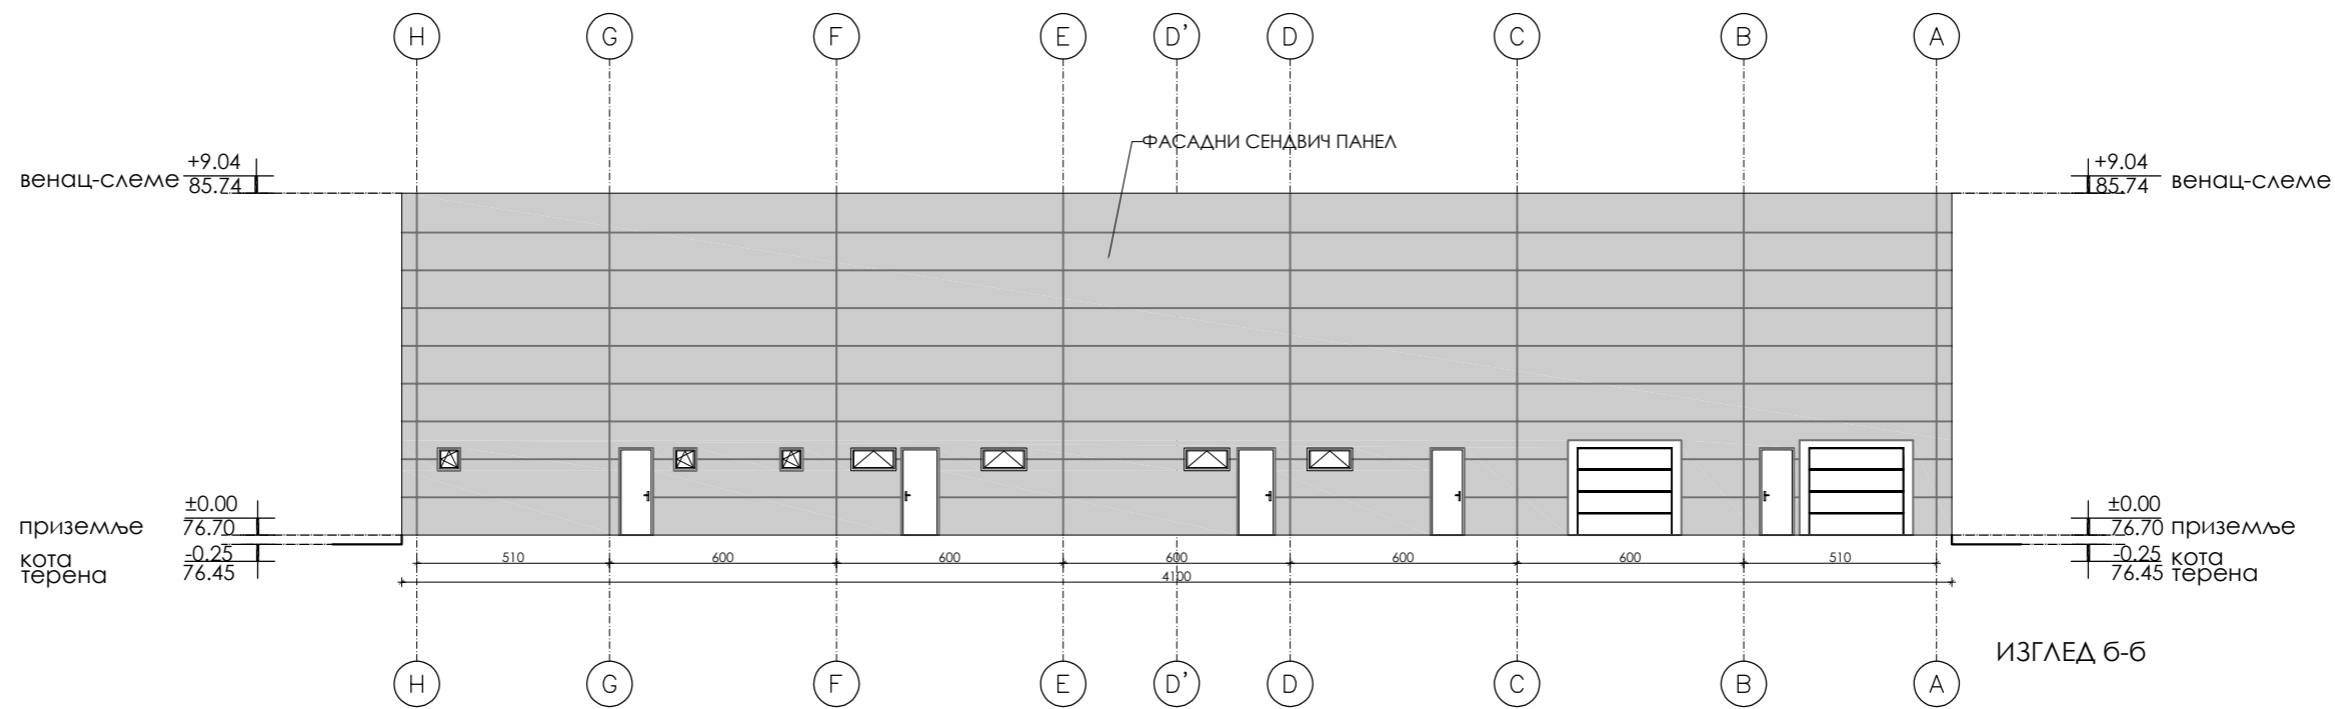 H G F E D' D C B A
ФАСАДНИ СЕНДВИЧ ПАНЕЛ
+9.04
венац-слеме
85.74
+9.04
85.74
венац-слеме
±0.00
приземље
76.70
-0.25
кота
терена
76.45
±0.00
76.70
приземље
-0.25
кота
76.45
терена
510 600 600 600 600 600 510
4100
ИЗГЛЕД б-б
H G F E D' D C B A